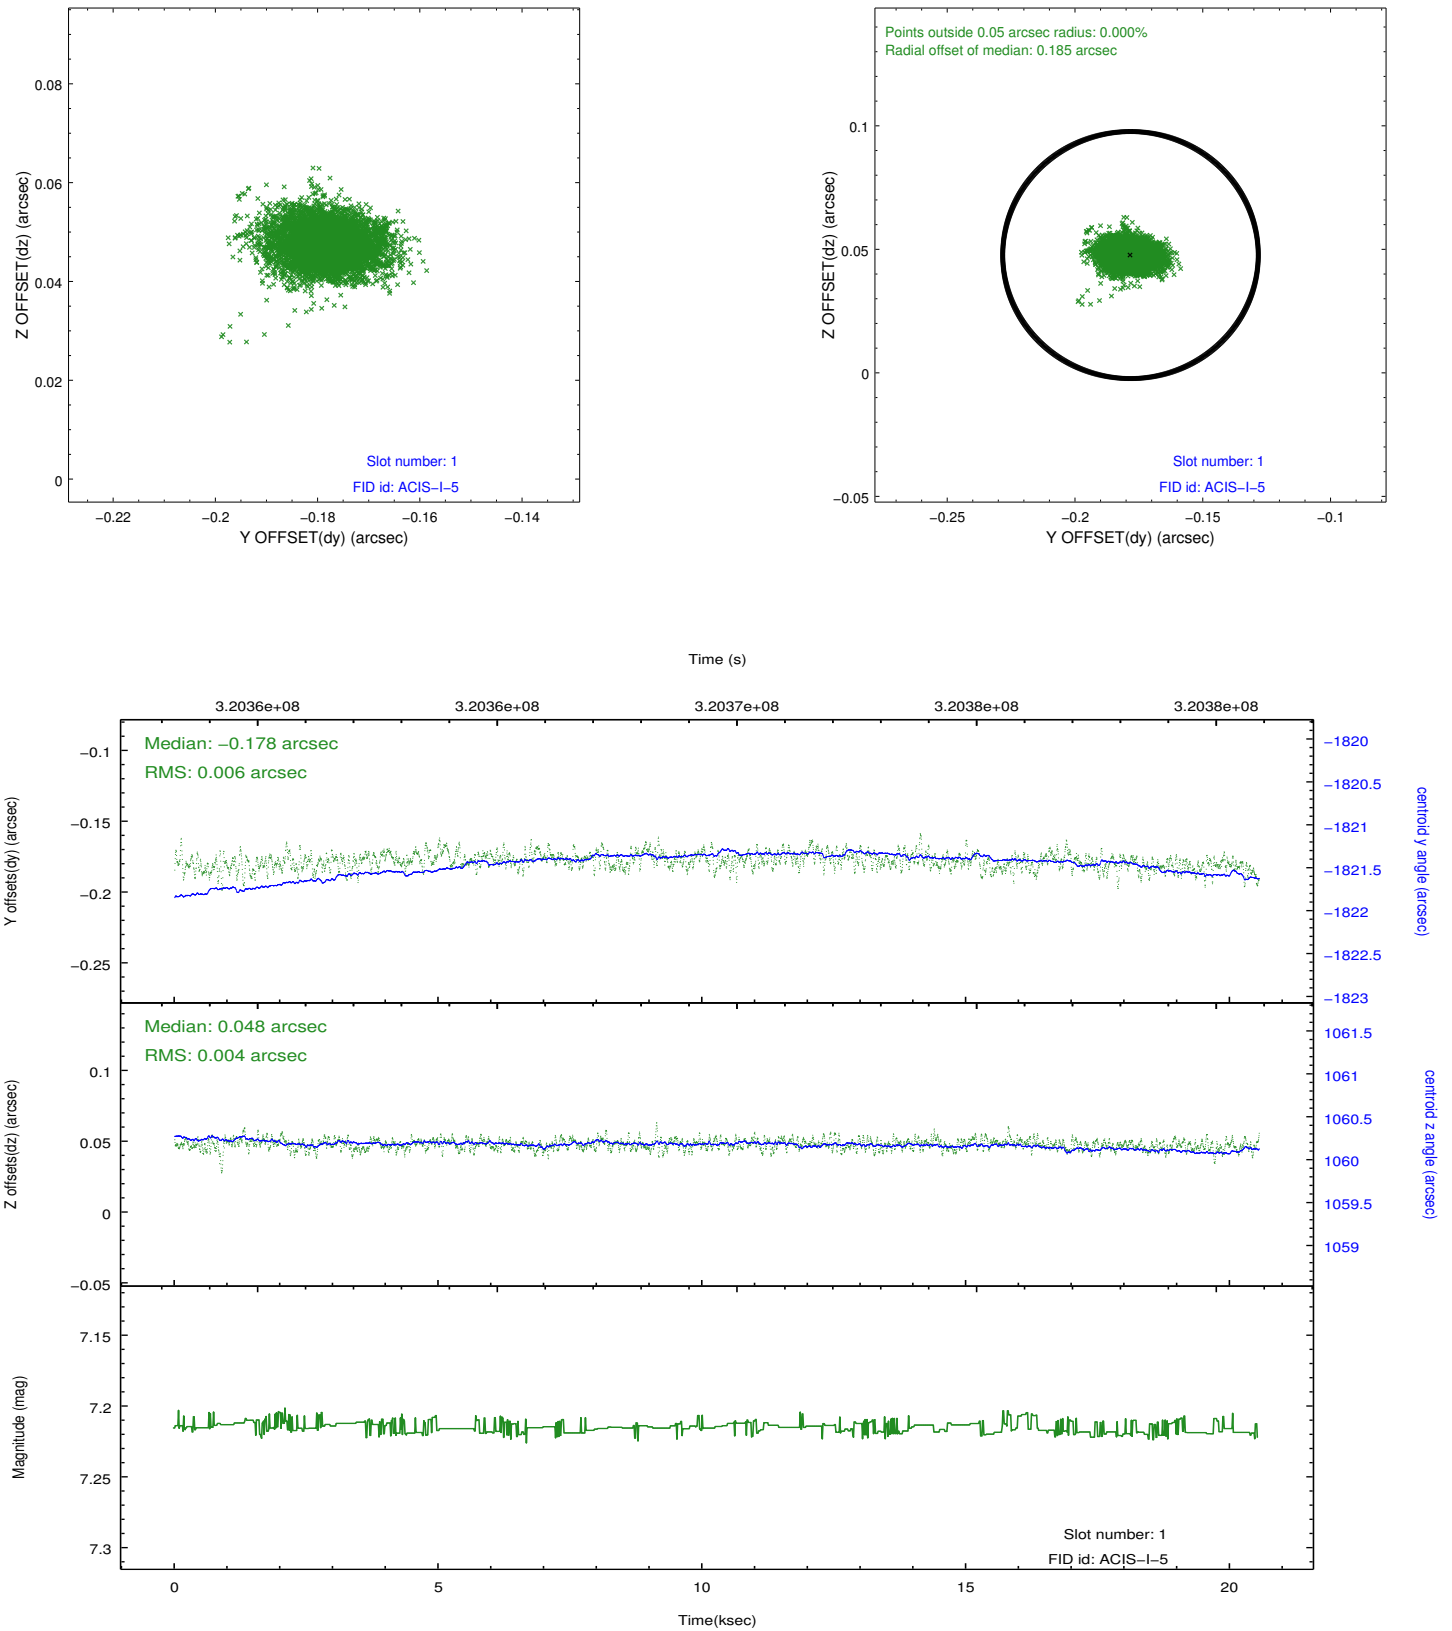 0.08
0.06
0.04
0.02
0
Z OFFSET(dz) (arcsec)
−0.22
−0.2
−0.18
−0.16
−0.14
Y OFFSET(dy) (arcsec)
Slot number: 1
FID id: ACIS−I−5
Points outside 0.05 arcsec radius: 0.000%
Radial offset of median: 0.185 arcsec
0.1
0.05
0
−0.05
Z OFFSET(dz) (arcsec)
−0.25
−0.2
−0.15
−0.1
Y OFFSET(dy) (arcsec)
Slot number: 1
FID id: ACIS−I−5
Time (s)
3.2036e+08
3.2036e+08
3.2037e+08
3.2038e+08
3.2038e+08
Median: −0.178 arcsec
RMS: 0.006 arcsec
−0.1
−0.15
−0.2
−0.25
Y offsets(dy) (arcsec)
−1820
−1820.5
−1821
−1821.5
−1822
−1822.5
−1823
centroid y angle (arcsec)
Median: 0.048 arcsec
RMS: 0.004 arcsec
0.1
0.05
0
−0.05
Z offsets(dz) (arcsec)
1061.5
1061
1060.5
1060
1059.5
1059
centroid z angle (arcsec)
7.15
7.2
7.25
7.3
Magnitude (mag)
Slot number: 1
FID id: ACIS−I−5
0
5
10
15
20
Time(ksec)